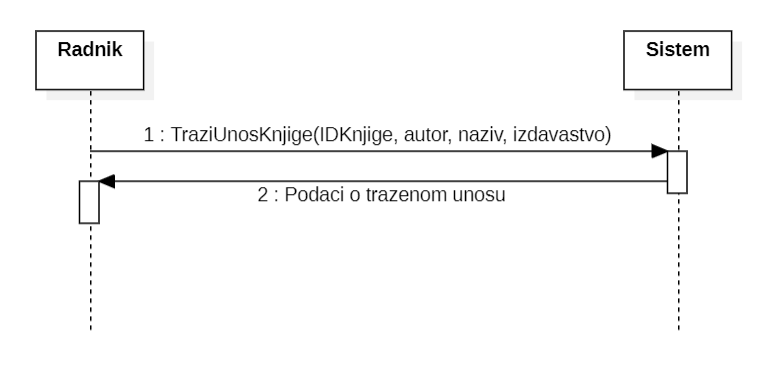 Radnik
Sistem
1 : TraziUnosKnjige(IDKnjige, autor, naziv, izdavastvo)
2 : Podaci o trazenom unosu